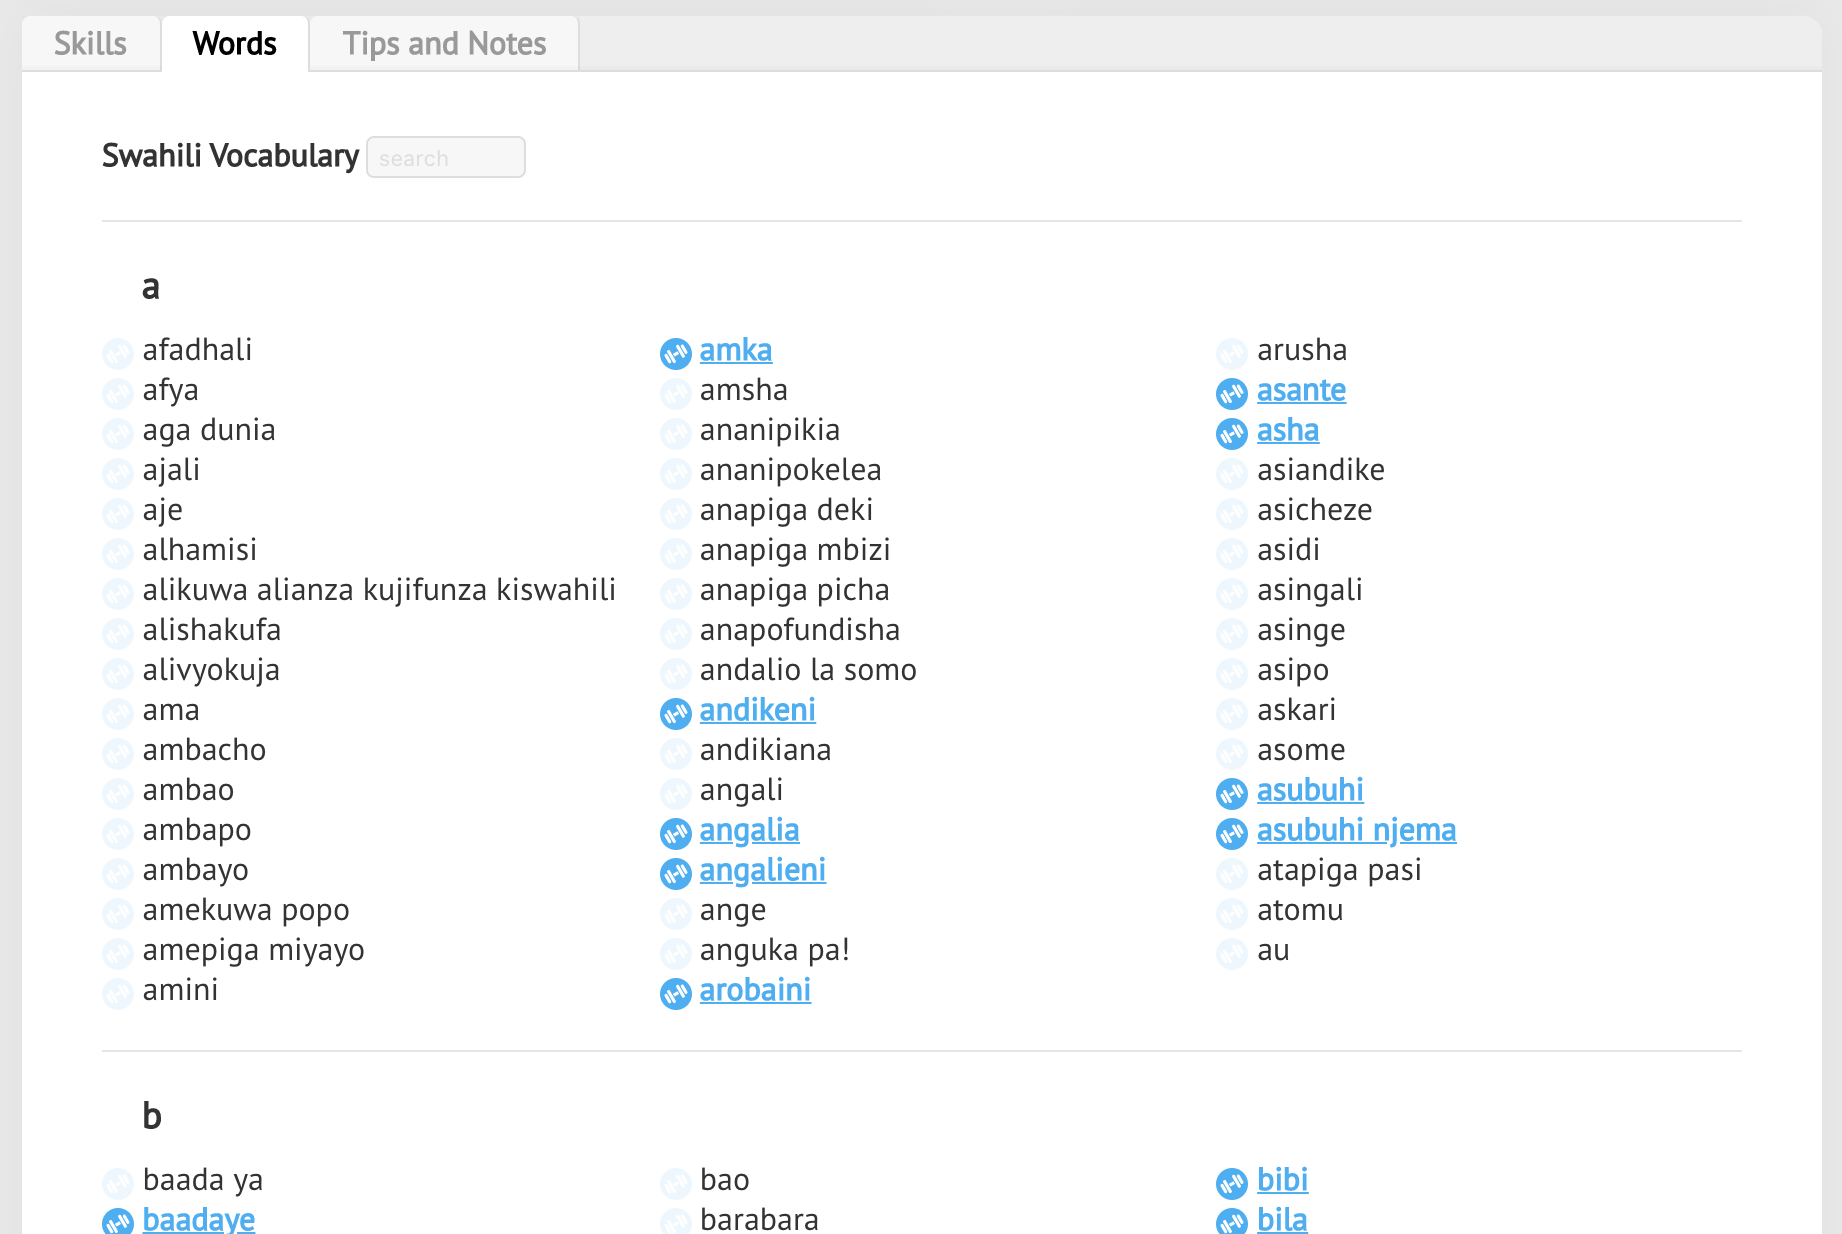 Skills
Words
Tips and Notes
Swahili Vocabulary
search
a
afadhali
afya
aga dunia
ajali
aje
alhamisi
alikuwa alianza kujifunza kiswahili
alishakufa
alivyokuja
ama
ambacho
ambao
ambapo
ambayo
amekuwa popo
amepiga miyayo
amini
amka
amsha
ananipikia
ananipokelea
anapiga deki
anapiga mbizi
anapiga picha
anapofundisha
andalio la somo
andikeni
andikiana
angali
angalia
angalieni
ange
anguka pa!
arobaini
arusha
asante
asha
asiandike
asicheze
asidi
asingali
asinge
asipo
askari
asome
asubuhi
asubuhi njema
atapiga pasi
atomu
au
b
baada ya
baadaye
bao
barabara
bibi
bila